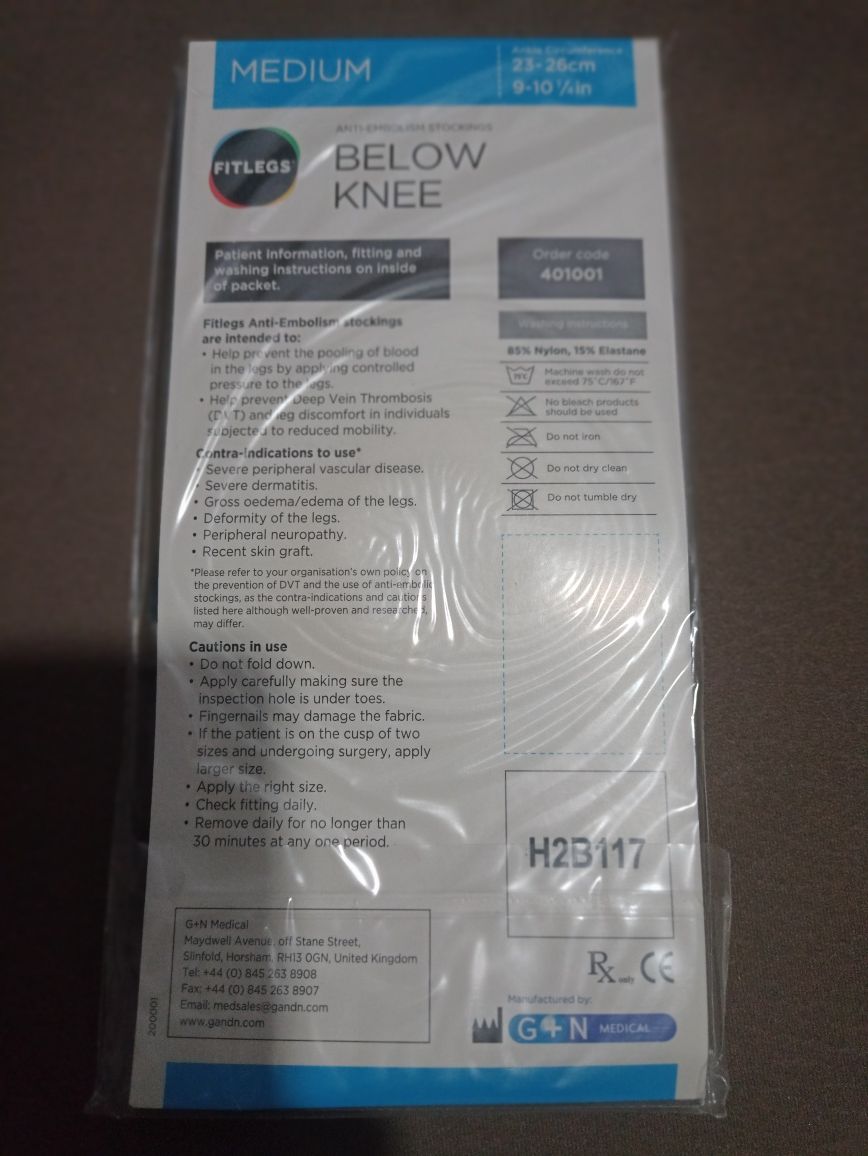 MEDIUM
Ankle Circumference
23-26cm
9-10 ¼in
ANTI-EMBOLISM STOCKINGS
FITLEGS
BELOW
KNEE
Patient information, fitting and
washing instructions on inside
of packet.
Order code
401001
Fitlegs Anti-Embolism stockings
are intended to:
• Help prevent the pooling of blood
in the legs by applying controlled
pressure to the legs.
• Help prevent Deep Vein Thrombosis
(DVT) and leg discomfort in individuals
subjected to reduced mobility.
Contra-indications to use*
• Severe peripheral vascular disease.
• Severe dermatitis.
• Gross oedema/edema of the legs.
• Deformity of the legs.
• Peripheral neuropathy.
• Recent skin graft.
*Please refer to your organisation's own policy on
the prevention of DVT and the use of anti-embolic
stockings, as the contra-indications and cautions
listed here although well-proven and researched,
may differ.
Cautions in use
• Do not fold down.
• Apply carefully making sure the
inspection hole is under toes.
• Fingernails may damage the fabric.
• If the patient is on the cusp of two
sizes and undergoing surgery, apply
larger size.
• Apply the right size.
• Check fitting daily.
• Remove daily for no longer than
30 minutes at any one period.
Washing instructions
85% Nylon, 15% Elastane
75°C
Machine wash do not
exceed 75°C/167°F
No bleach products
should be used
Do not iron
Do not dry clean
Do not tumble dry
H2B117
G+N Medical
Maydwell Avenue, off Stane Street,
Slinfold, Horsham, RH13 0GN, United Kingdom
Tel: +44 (0) 845 263 8908
Fax: +44 (0) 845 263 8907
Email: medsales@gandn.com
www.gandn.com
200001
Rx only CE
Manufactured by:
G+N MEDICAL